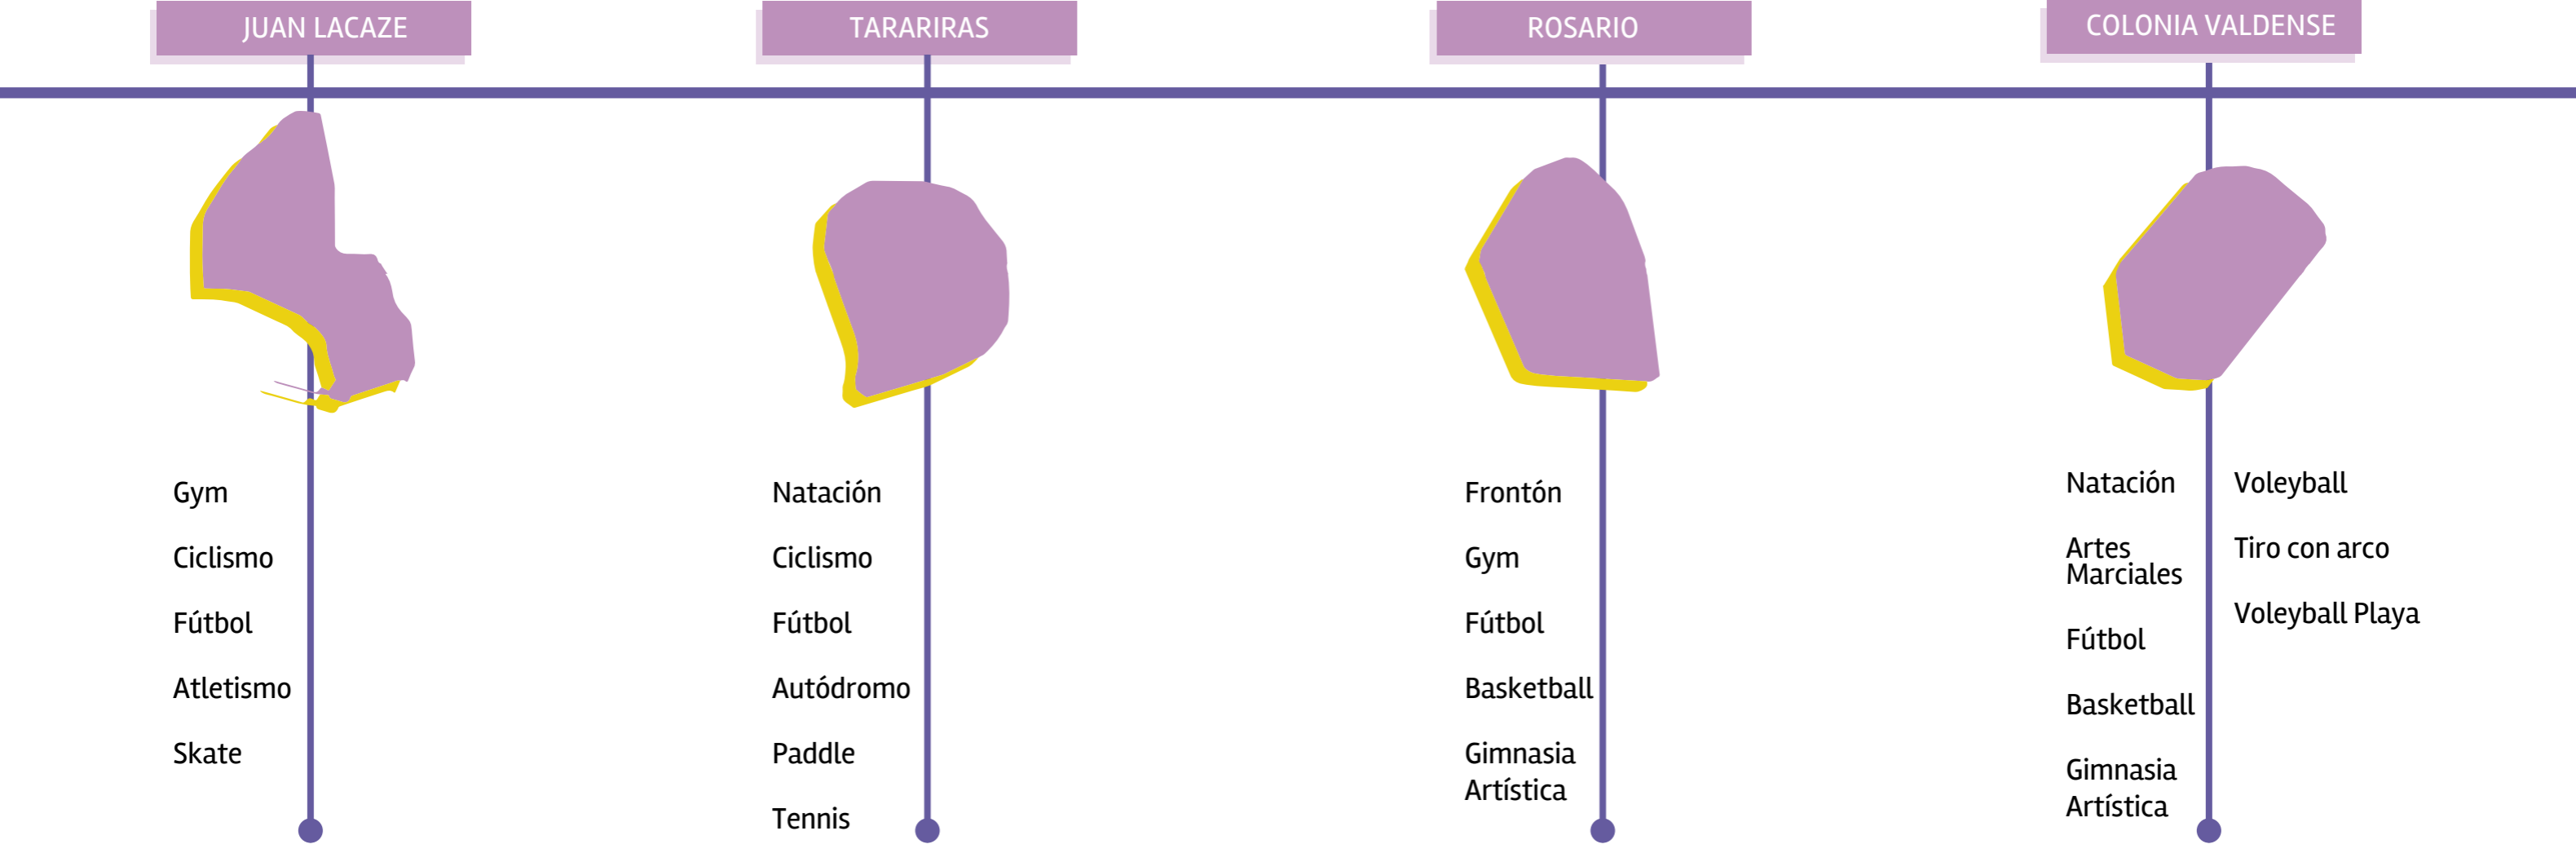 JUAN LACAZE
Gym
Ciclismo
Fútbol
Atletismo
Skate
TARARIRAS
Natación
Ciclismo
Fútbol
Autódromo
Paddle
Tennis
ROSARIO
Frontón
Gym
Fútbol
Basketball
Gimnasia
Artística
COLONIA VALDENSE
Natación
Artes
Marciales
Fútbol
Basketball
Gimnasia
Artística
Voleyball
Tiro con arco
Voleyball Playa